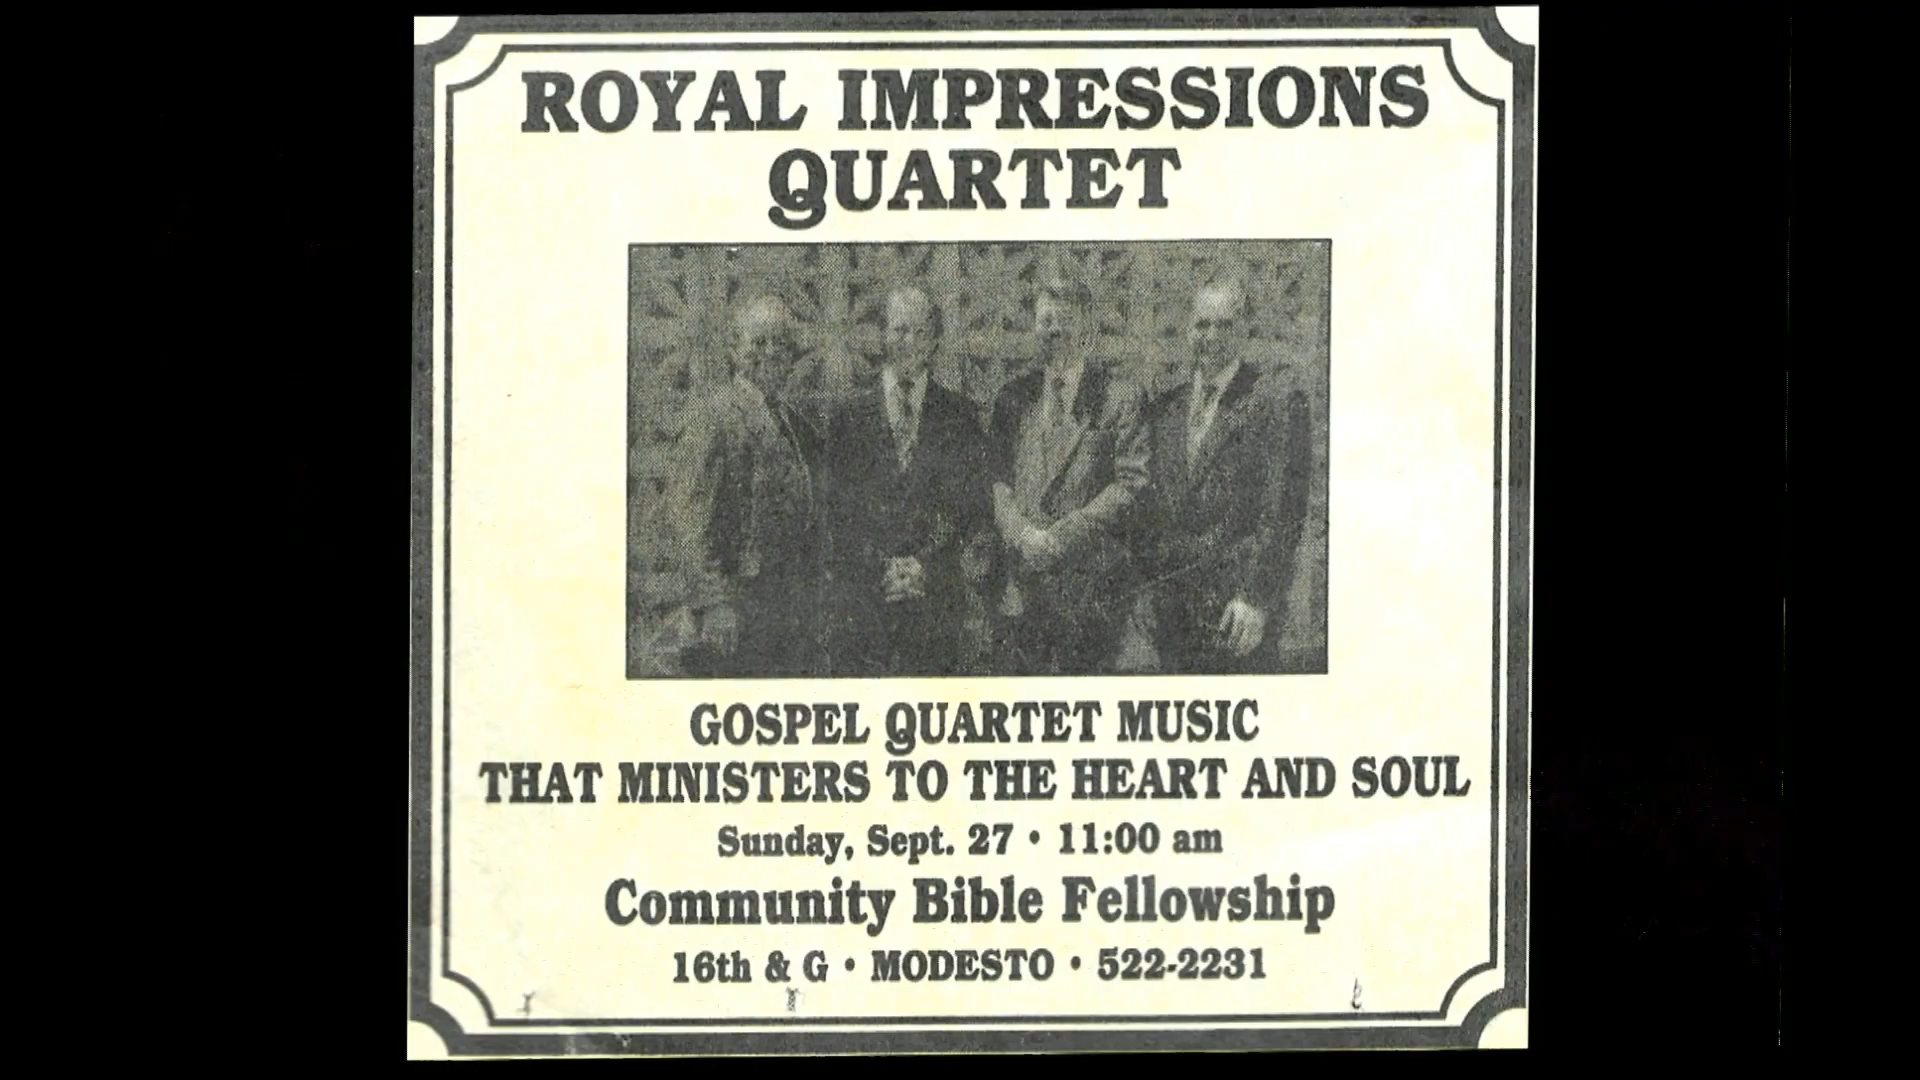 ROYAL IMPRESSIONS
QUARTET
GOSPEL QUARTET MUSIC
THAT MINISTERS TO THE HEART AND SOUL
Sunday, Sept. 27 • 11:00 am
Community Bible Fellowship
16th & G • MODESTO • 522-2231